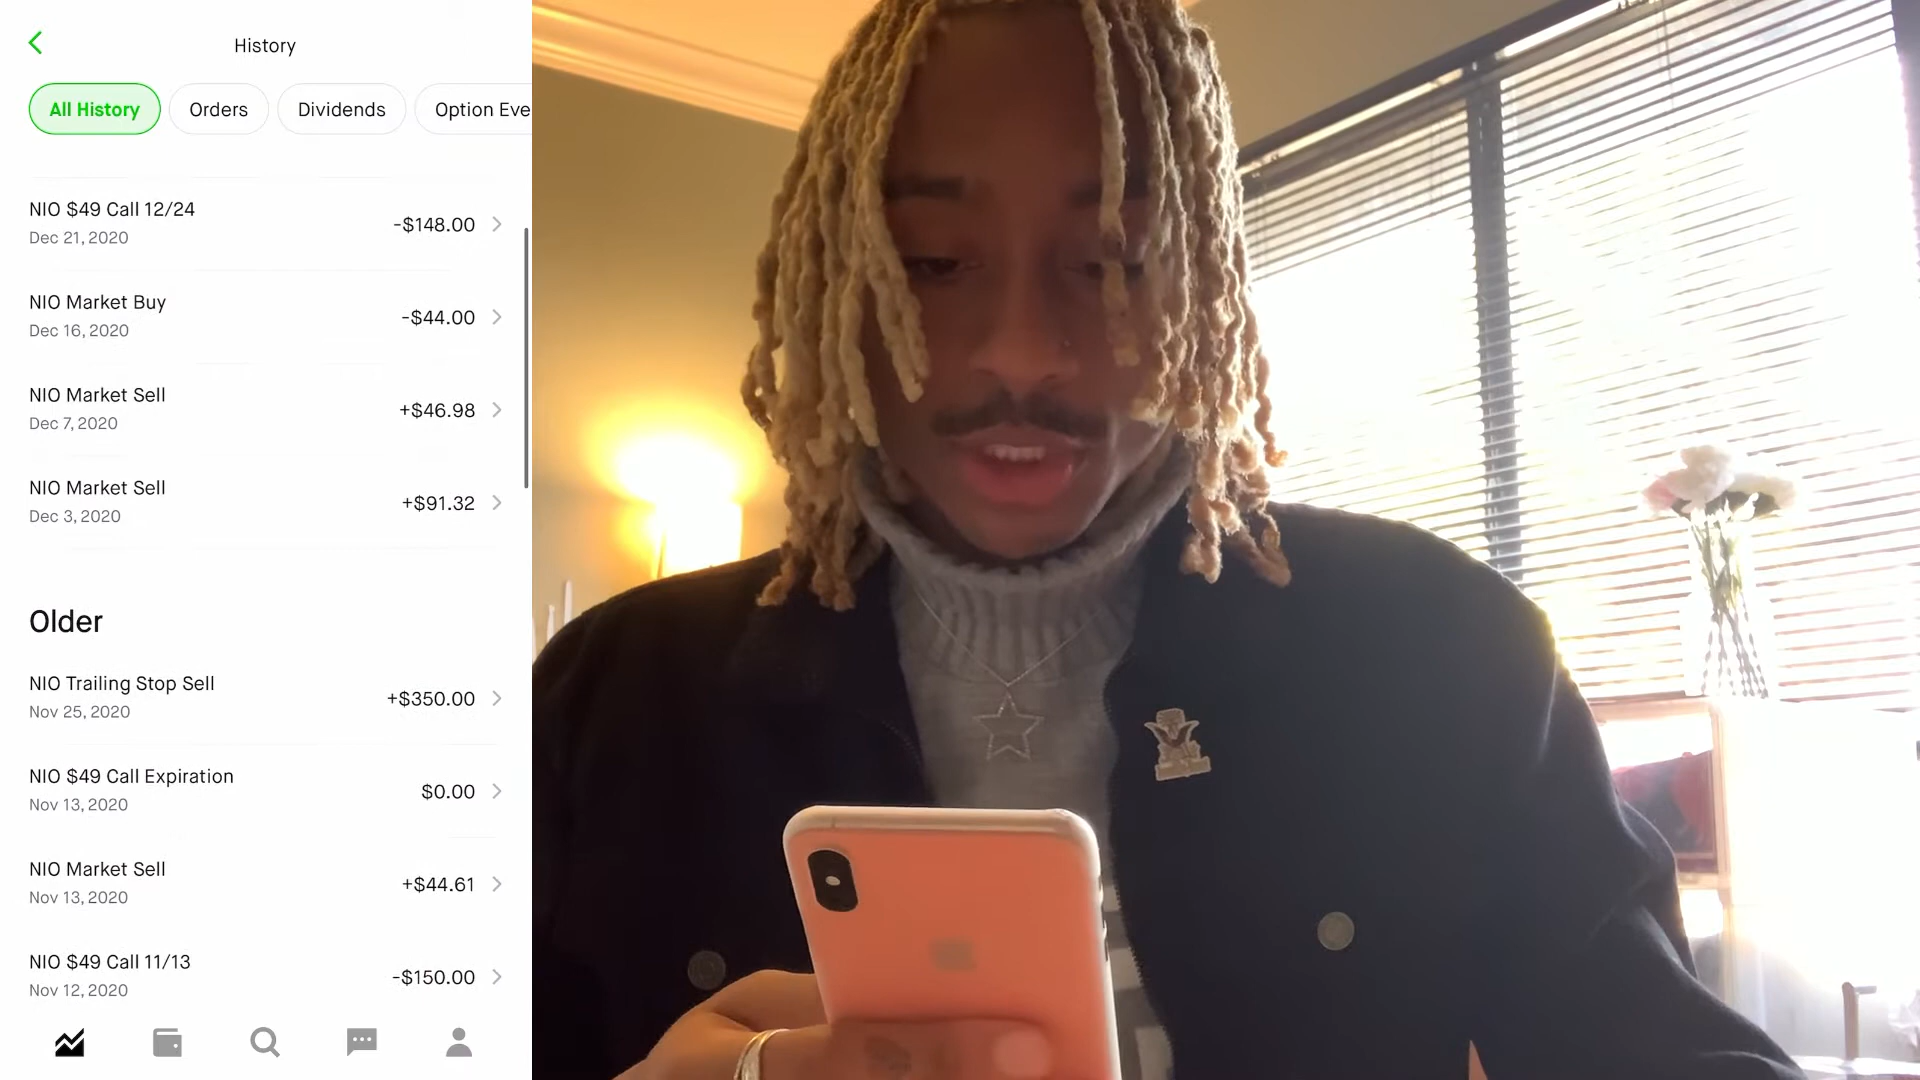 History
All History
Orders
Dividends
Option Eve
NIO $49 Call 12/24
-$148.00
Dec 21, 2020
NIO Market Buy
-$44.00
Dec 16, 2020
NIO Market Sell
+$46.98
Dec 7, 2020
NIO Market Sell
+$91.32
Dec 3, 2020
Older
NIO Trailing Stop Sell
+$350.00
Nov 25, 2020
NIO $49 Call Expiration
$0.00
Nov 13, 2020
NIO Market Sell
+$44.61
Nov 13, 2020
NIO $49 Call 11/13
-$150.00
Nov 12, 2020